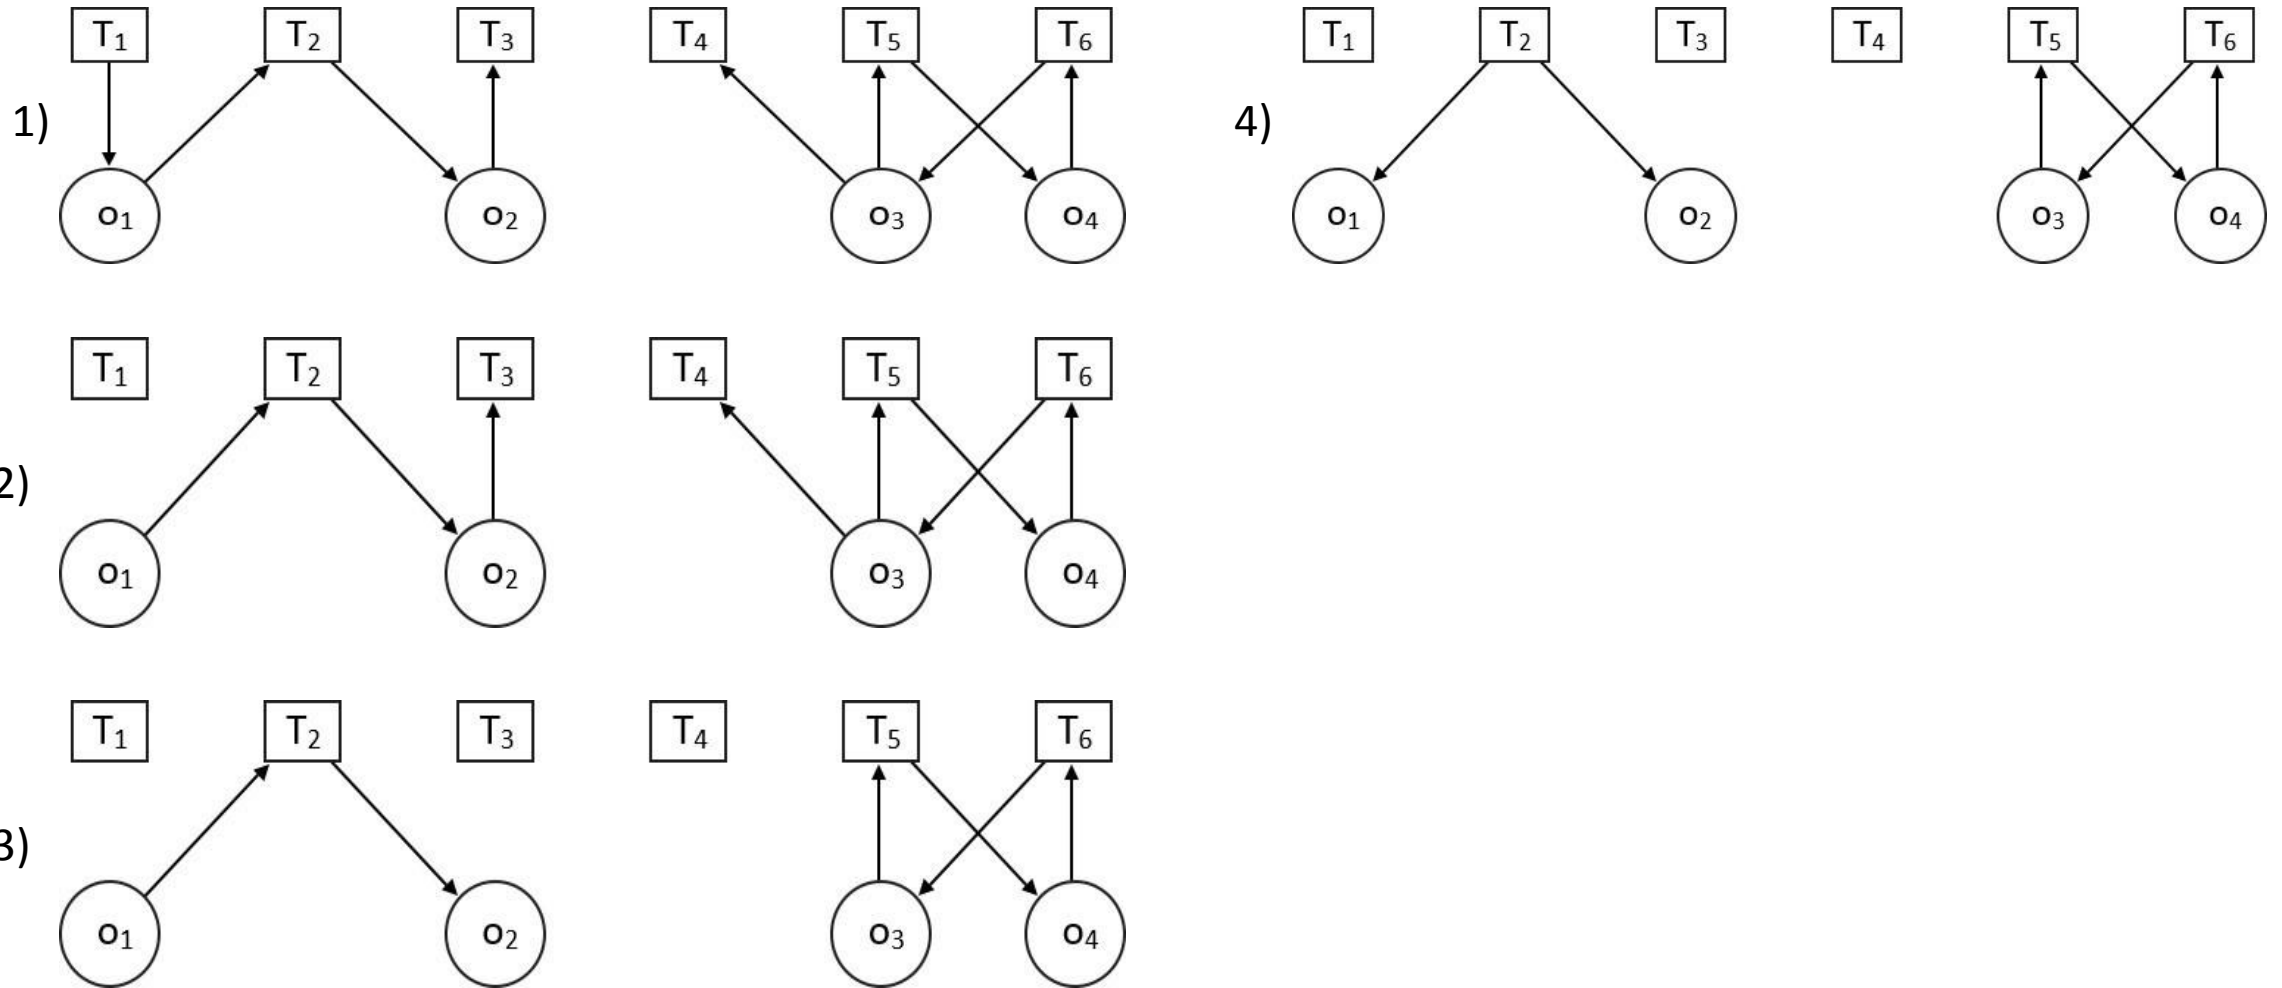 1)
T₁ T₂ T₃ T₄ T₅ T₆
o₁ o₂ o₃ o₄
2)
T₁ T₂ T₃ T₄ T₅ T₆
o₁ o₂ o₃ o₄
3)
T₁ T₂ T₃ T₄ T₅ T₆
o₁ o₂ o₃ o₄
4)
T₁ T₂ T₃ T₄ T₅ T₆
o₁ o₂ o₃ o₄